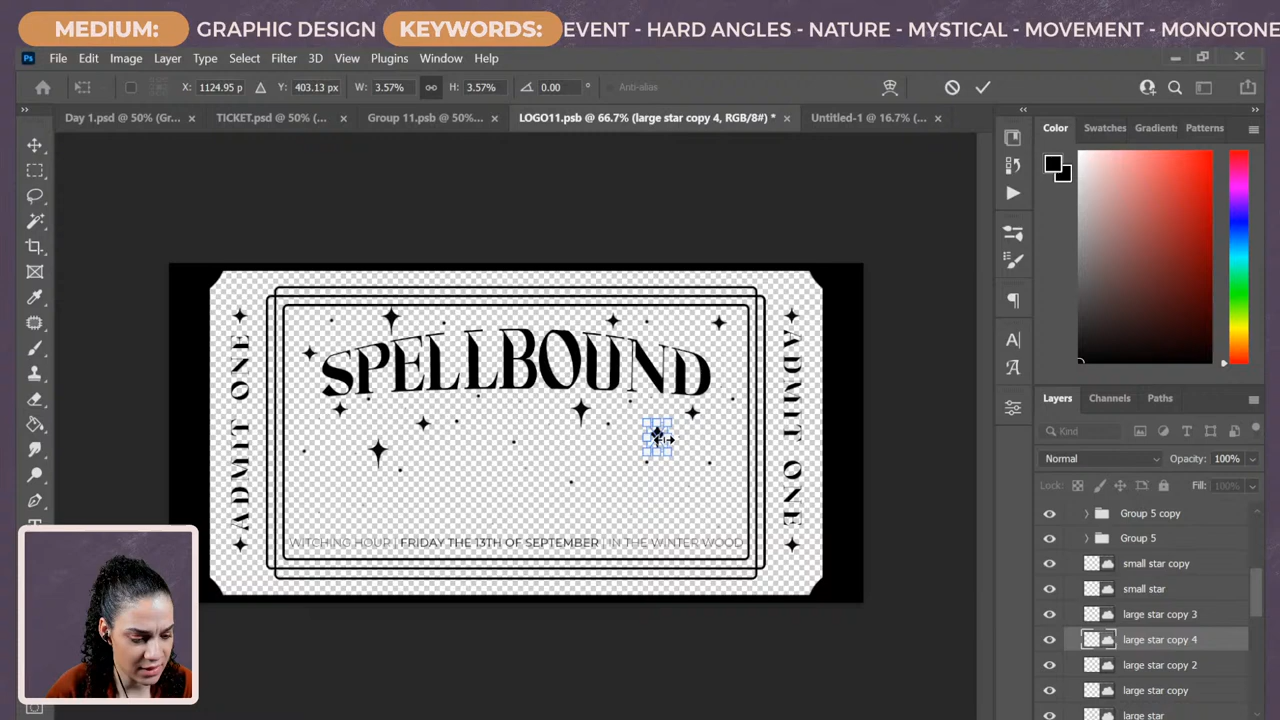 MEDIUM: GRAPHIC DESIGN KEYWORDS: EVENT - HARD ANGLES - NATURE - MYSTICAL - MOVEMENT - MONOTONE
Ps File Edit Image Layer Type Select Filter 3D View Plugins Window Help
X: 1124.95 p Y: 403.13 px W: 3.57% H: 3.57% 0.00 ° Anti-alias
Day 1.psd @ 50% (Gr... × TICKET.psd @ 50% (... × Group 11.psb @ 50%... × LOGO11.psb @ 66.7% (large star copy 4, RGB/8#) * × Untitled-1 @ 16.7% (... ×
Color Swatches Gradients Patterns
SPELLBOUND
ADMIT ONE
ADMIT ONE
WITCHING HOUR | FRIDAY THE 13TH OF SEPTEMBER | IN THE WINTER WOOD
Layers Channels Paths
Kind
Normal Opacity: 100%
Lock: Fill: 100%
Group 5 copy
Group 5
small star copy
small star
large star copy 3
large star copy 4
large star copy 2
large star copy
large star